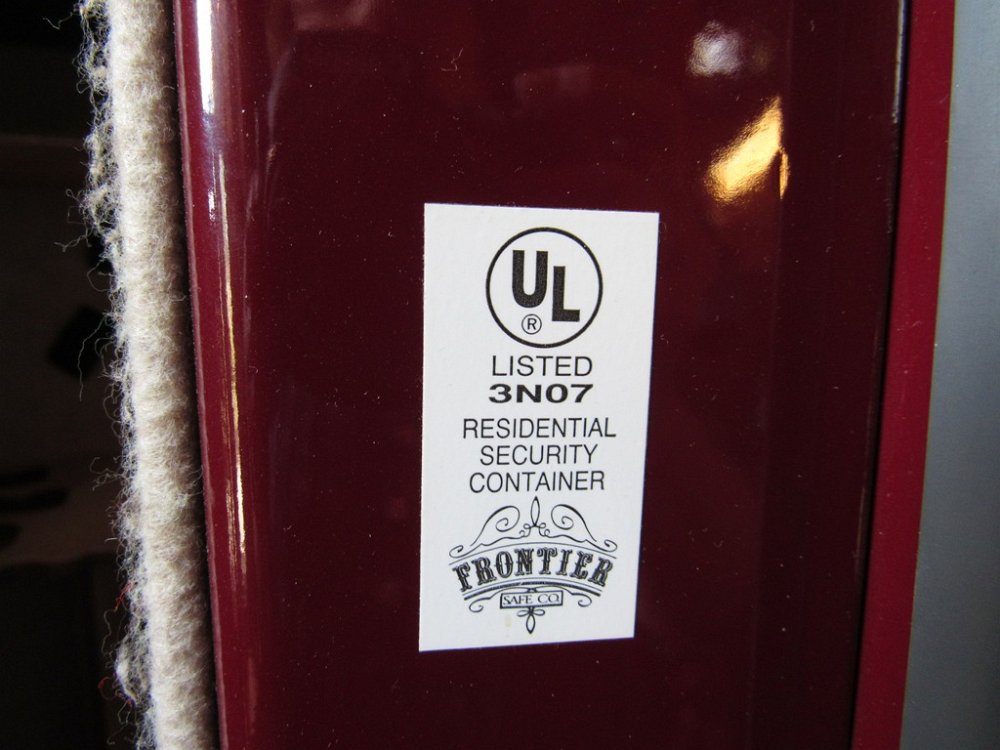 UL
®
LISTED
3N07
RESIDENTIAL
SECURITY
CONTAINER
FRONTIER
SAFE CO.